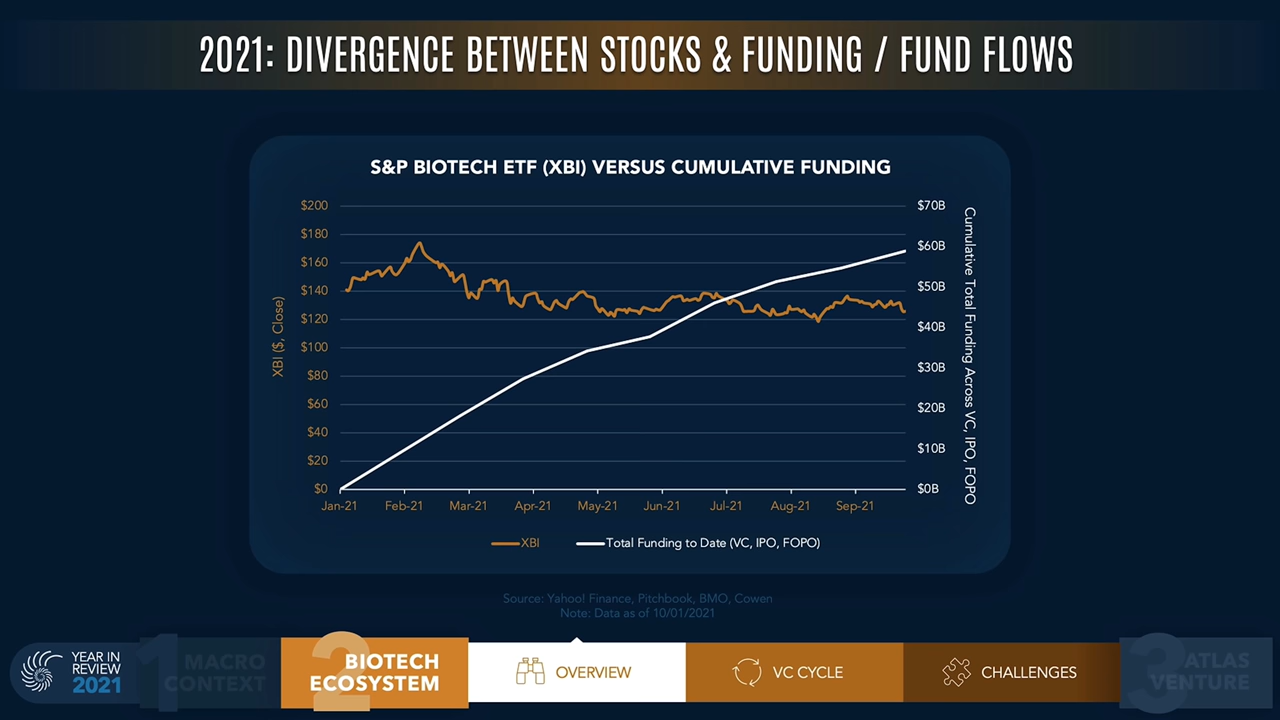 2021: DIVERGENCE BETWEEN STOCKS & FUNDING / FUND FLOWS
S&P BIOTECH ETF (XBI) VERSUS CUMULATIVE FUNDING
XBI ($, Close)
$200
$180
$160
$140
$120
$100
$80
$60
$40
$20
$0
$70B
$60B
$50B
$40B
$30B
$20B
$10B
$0B
Cumulative Total Funding Across VC, IPO, FOPO
Jan-21 Feb-21 Mar-21 Apr-21 May-21 Jun-21 Jul-21 Aug-21 Sep-21
XBI Total Funding to Date (VC, IPO, FOPO)
Source: Yahoo! Finance, Pitchbook, BMO, Cowen
Note: Data as of 10/01/2021
YEAR IN
REVIEW
2021
1
MACRO
CONTEXT
2
BIOTECH
ECOSYSTEM
OVERVIEW
VC CYCLE
CHALLENGES
3
ATLAS
VENTURE